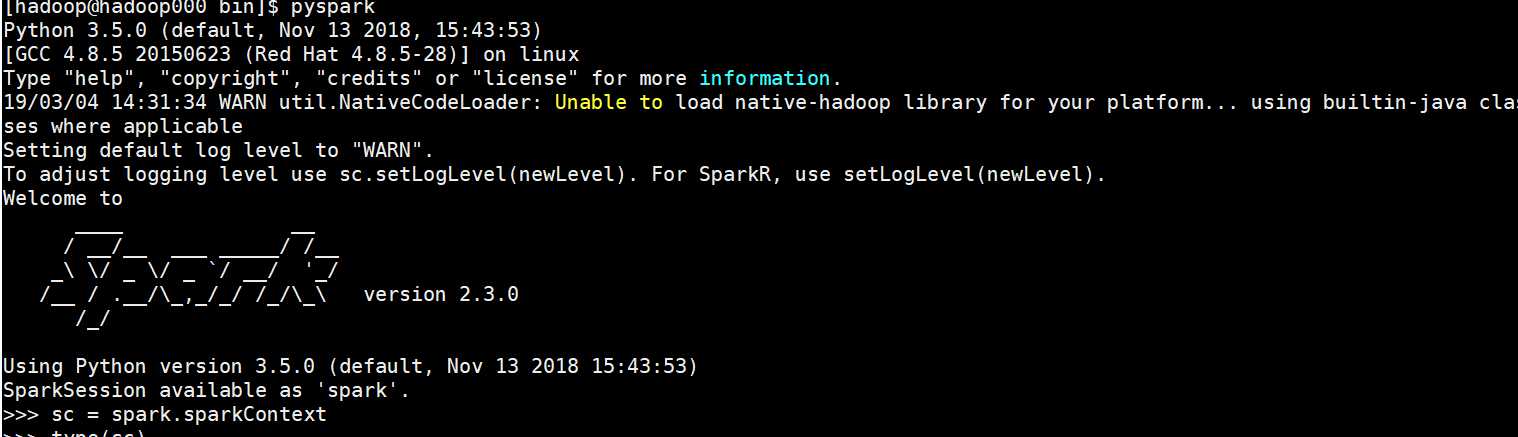 [hadoop@hadoop000 bin]$ pyspark
Python 3.5.0 (default, Nov 13 2018, 15:43:53)
[GCC 4.8.5 20150623 (Red Hat 4.8.5-28)] on linux
Type "help", "copyright", "credits" or "license" for more information.
19/03/04 14:31:34 WARN util.NativeCodeLoader: Unable to load native-hadoop library for your platform... using builtin-java clas
ses where applicable
Setting default log level to "WARN".
To adjust logging level use sc.setLogLevel(newLevel). For SparkR, use setLogLevel(newLevel).
Welcome to
      ____              __
     / __/__  ___ _____/ /__
    _\ \/ _ \/ _ `/ __/  '_/
   /__ / .__/\_,_/_/ /_/\_\   version 2.3.0
      /_/
Using Python version 3.5.0 (default, Nov 13 2018 15:43:53)
SparkSession available as 'spark'.
>>> sc = spark.sparkContext
>>> type(sc)